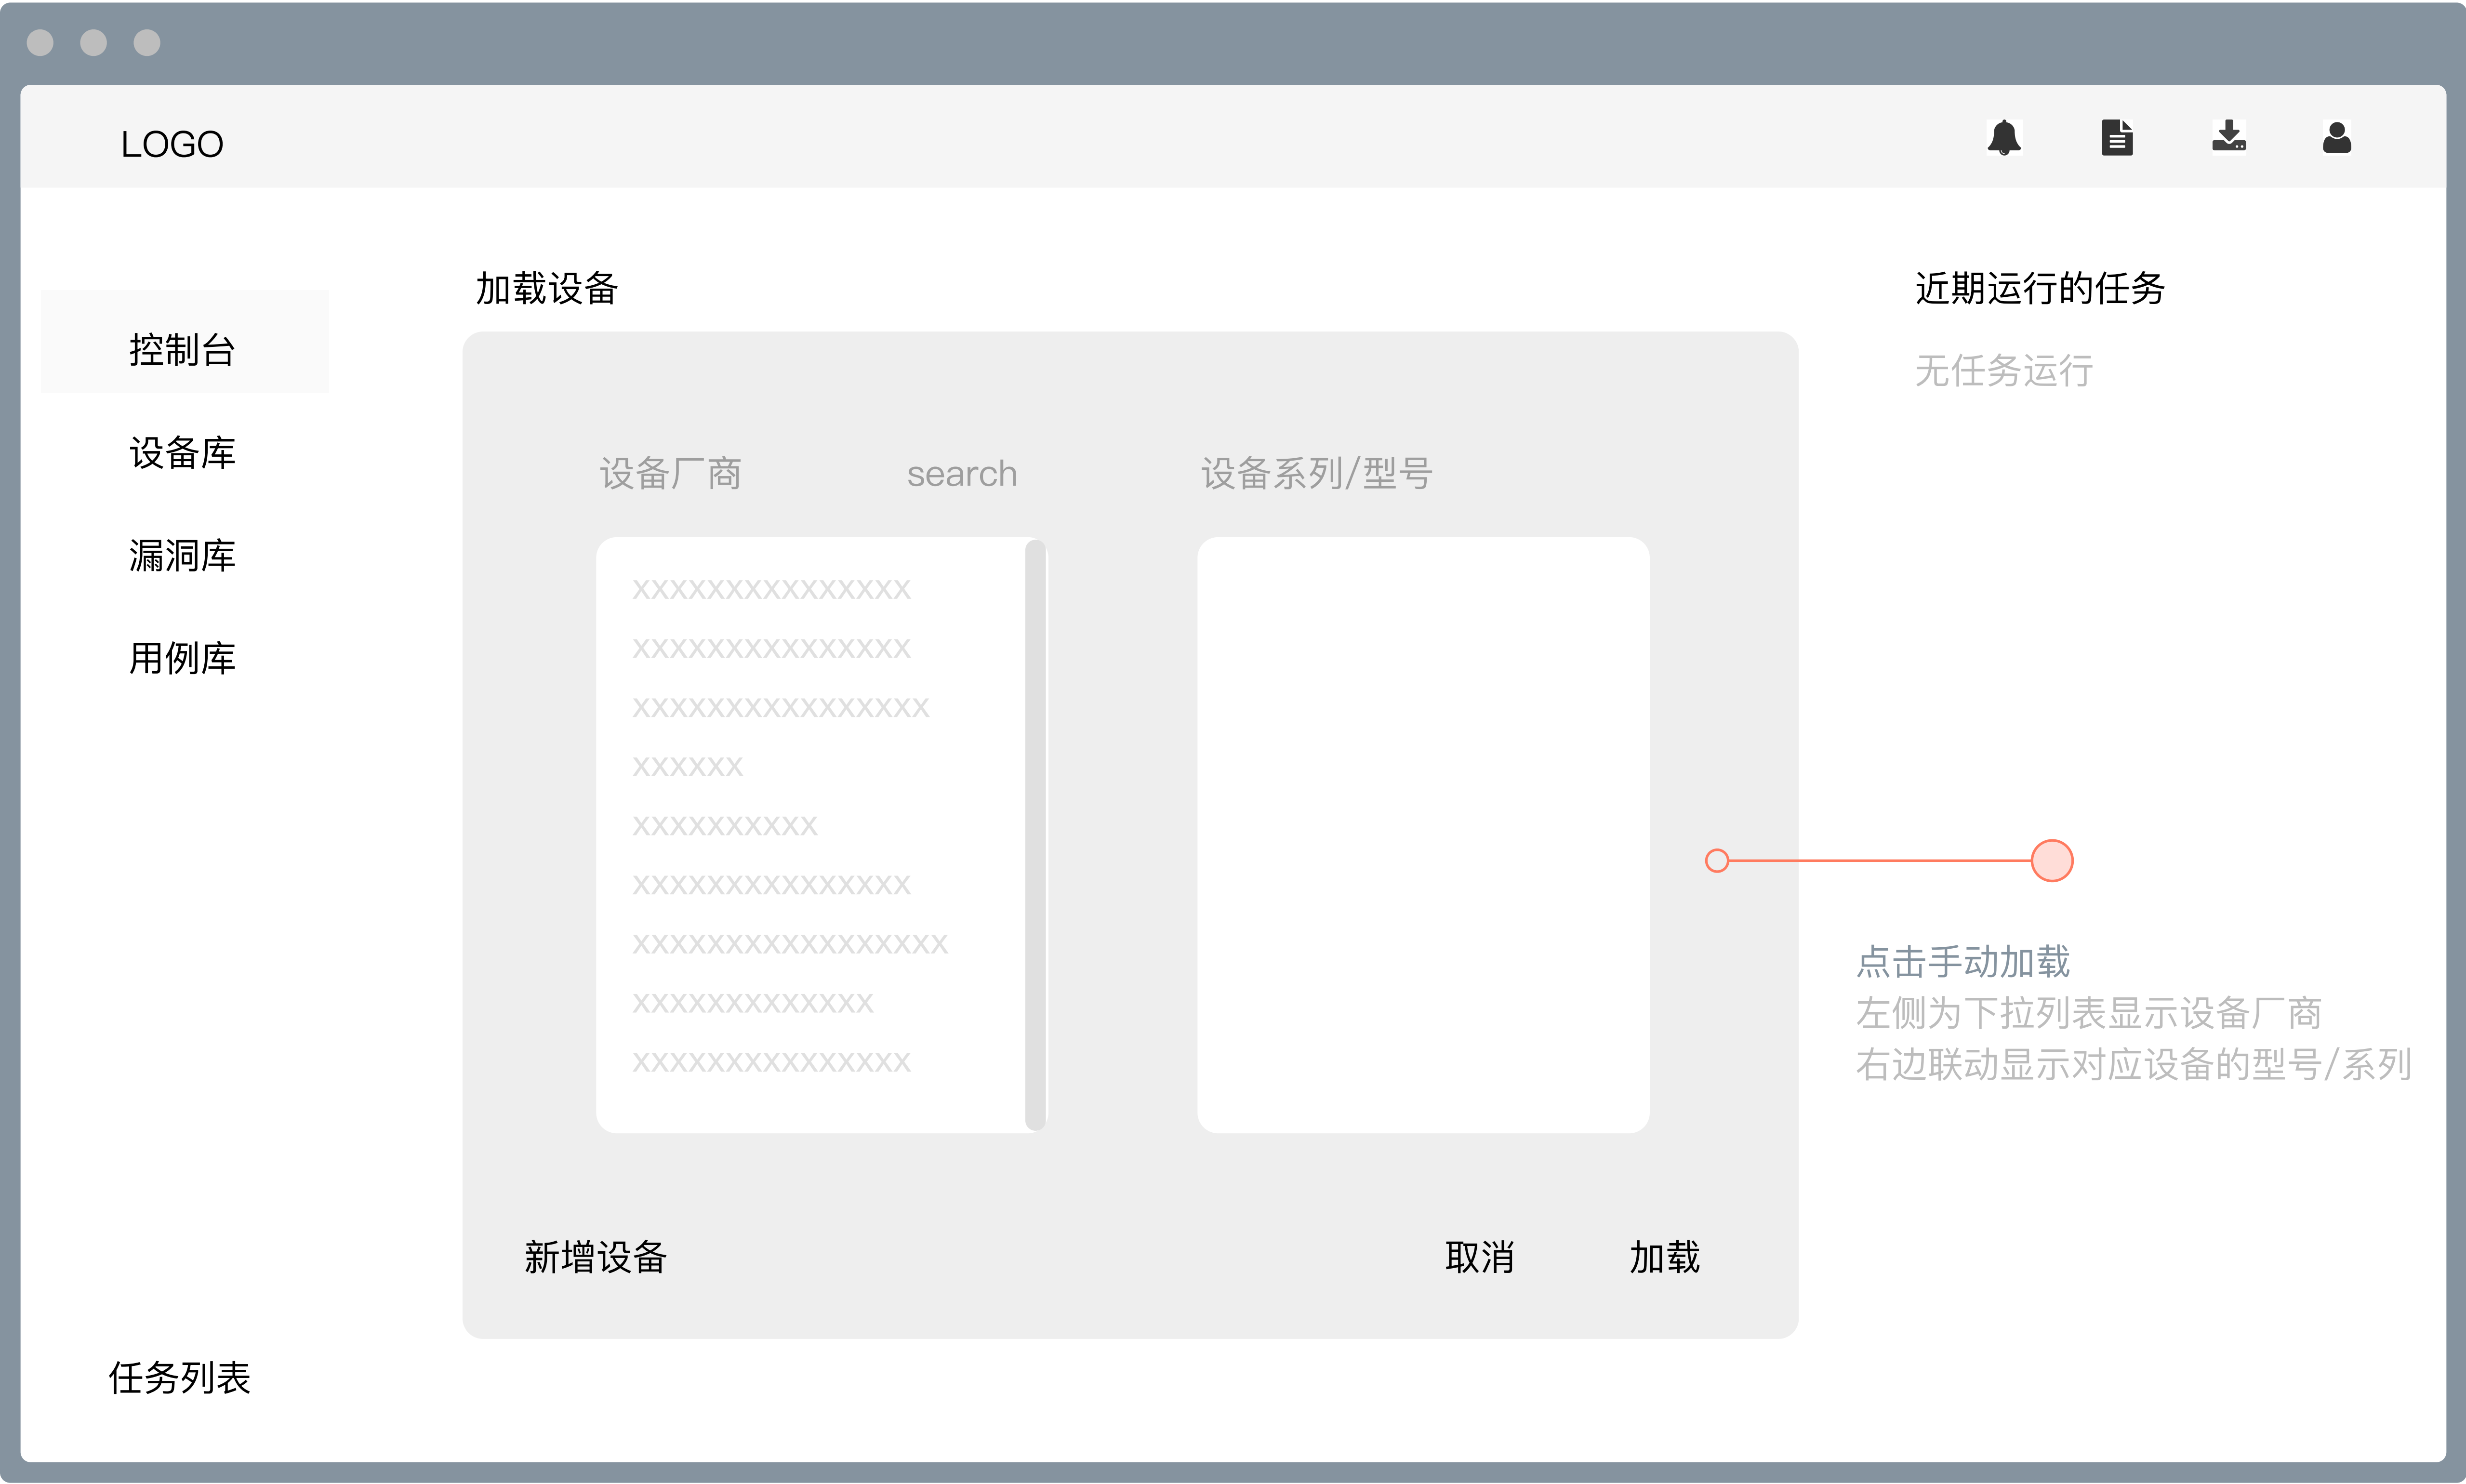 LOGO
控制台
设备库
漏洞库
用例库
任务列表
加载设备
设备厂商 search 设备系列/型号
xxxxxxxxxxxxxxx
xxxxxxxxxxxxxxx
xxxxxxxxxxxxxxxx
xxxxxx
xxxxxxxxxx
xxxxxxxxxxxxxxx
xxxxxxxxxxxxxxxxx
xxxxxxxxxxxxx
xxxxxxxxxxxxxxx
新增设备 取消 加载
近期运行的任务
无任务运行
点击手动加载
左侧为下拉列表显示设备厂商
右边联动显示对应设备的型号/系列